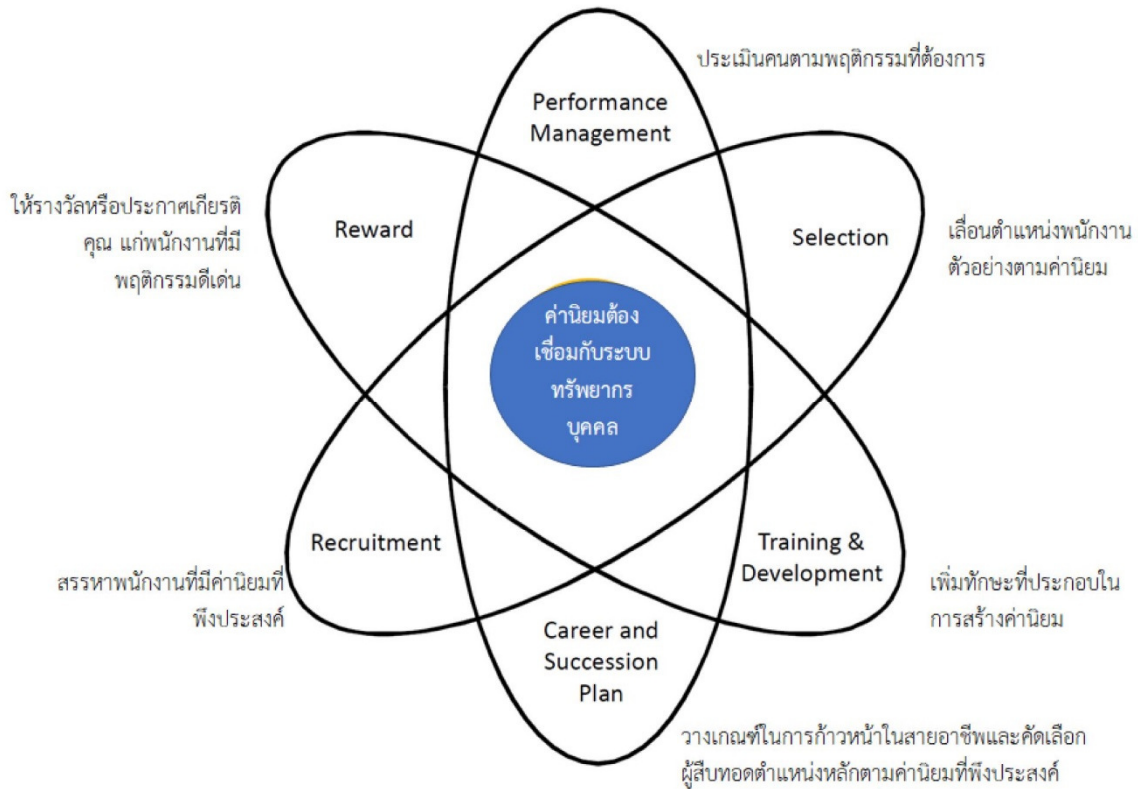 ประเมินคนตามพฤติกรรมที่ต้องการ
Performance
Management
ให้รางวัลหรือประกาศเกียรติ
คุณ แก่พนักงานที่มี
พฤติกรรมดีเด่น
Reward
Selection
เลื่อนตำแหน่งพนักงาน
ตัวอย่างตามค่านิยม
ค่านิยมต้อง
เชื่อมกับระบบ
ทรัพยากร
บุคคล
Recruitment
สรรหาพนักงานที่มีค่านิยมที่
พึงประสงค์
Training &
Development
เพิ่มทักษะที่ประกอบใน
การสร้างค่านิยม
Career and
Succession
Plan
วางเกณฑ์ในการก้าวหน้าในสายอาชีพและคัดเลือก
ผู้สืบทอดตำแหน่งหลักตามค่านิยมที่พึงประสงค์